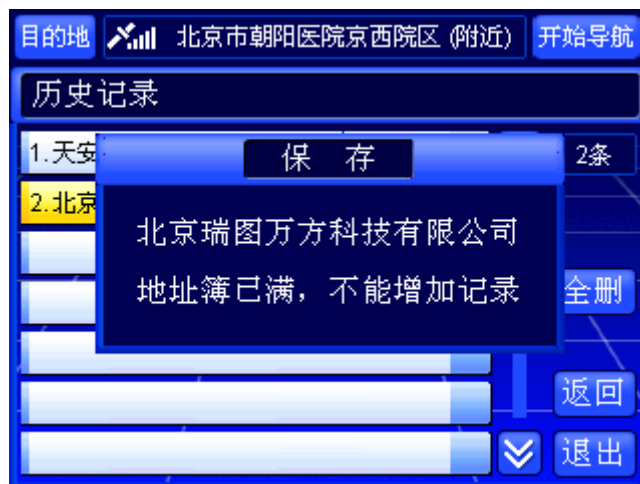 目的地
北京市朝阳医院京西院区 (附近)
开始导航
历史记录
1.天安
2条
保 存
2.北京
北京瑞图万方科技有限公司
地址簿已满，不能增加记录
全删
返回
退出